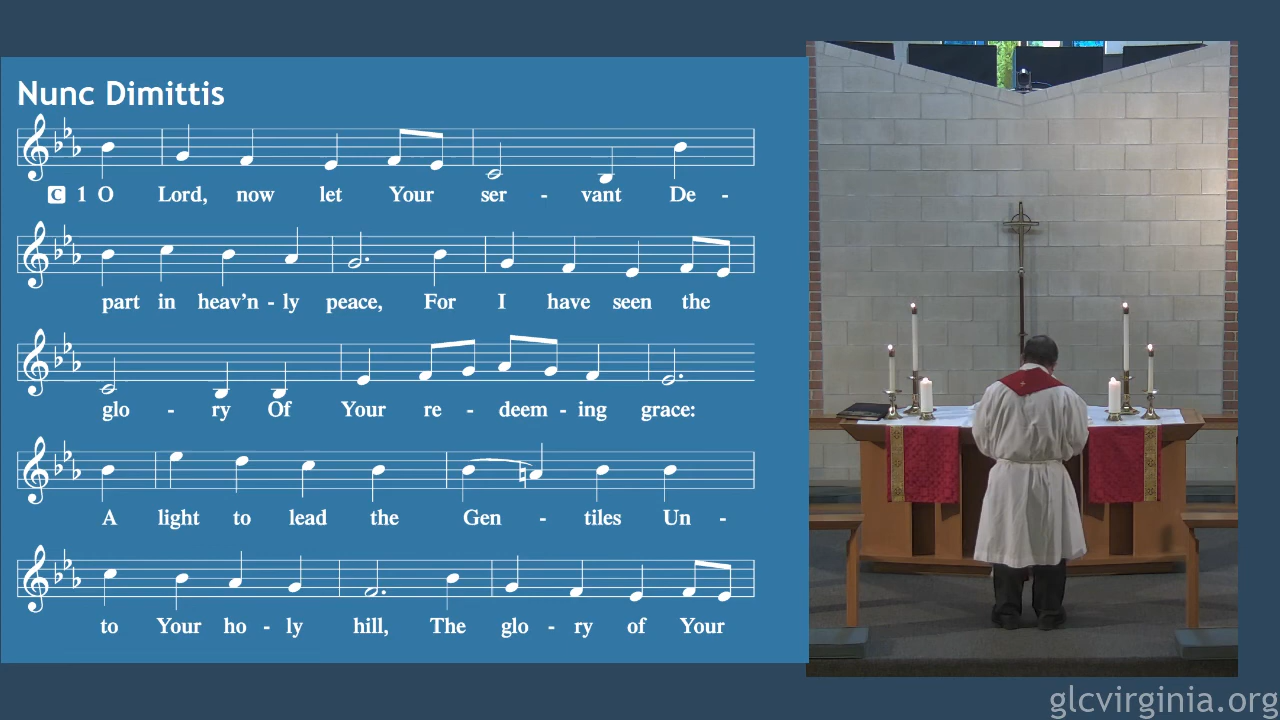 Nunc Dimittis
C 1 O Lord, now let Your ser - vant De -
part in heav'n - ly peace, For I have seen the
glo - ry Of Your re - deem - ing grace:
A light to lead the Gen - tiles Un -
to Your ho - ly hill, The glo - ry of Your
glcvirginia.org